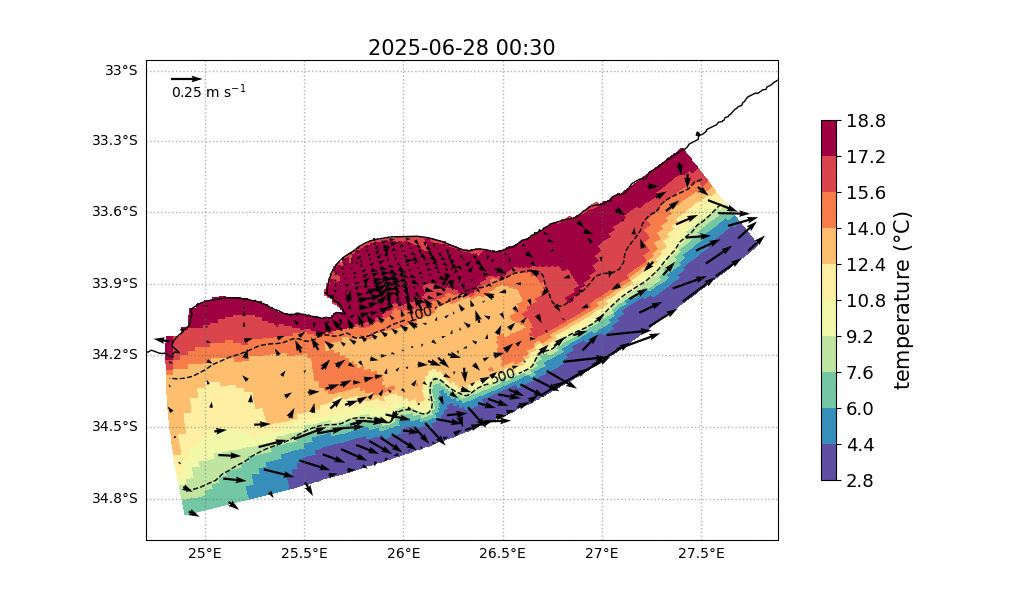 2025-06-28 00:30
0.25 m s⁻¹
33°S
33.3°S
33.6°S
33.9°S
34.2°S
34.5°S
34.8°S
25°E
25.5°E
26°E
26.5°E
27°E
27.5°E
100
500
18.8
17.2
15.6
14.0
12.4
10.8
9.2
7.6
6.0
4.4
2.8
temperature (°C)